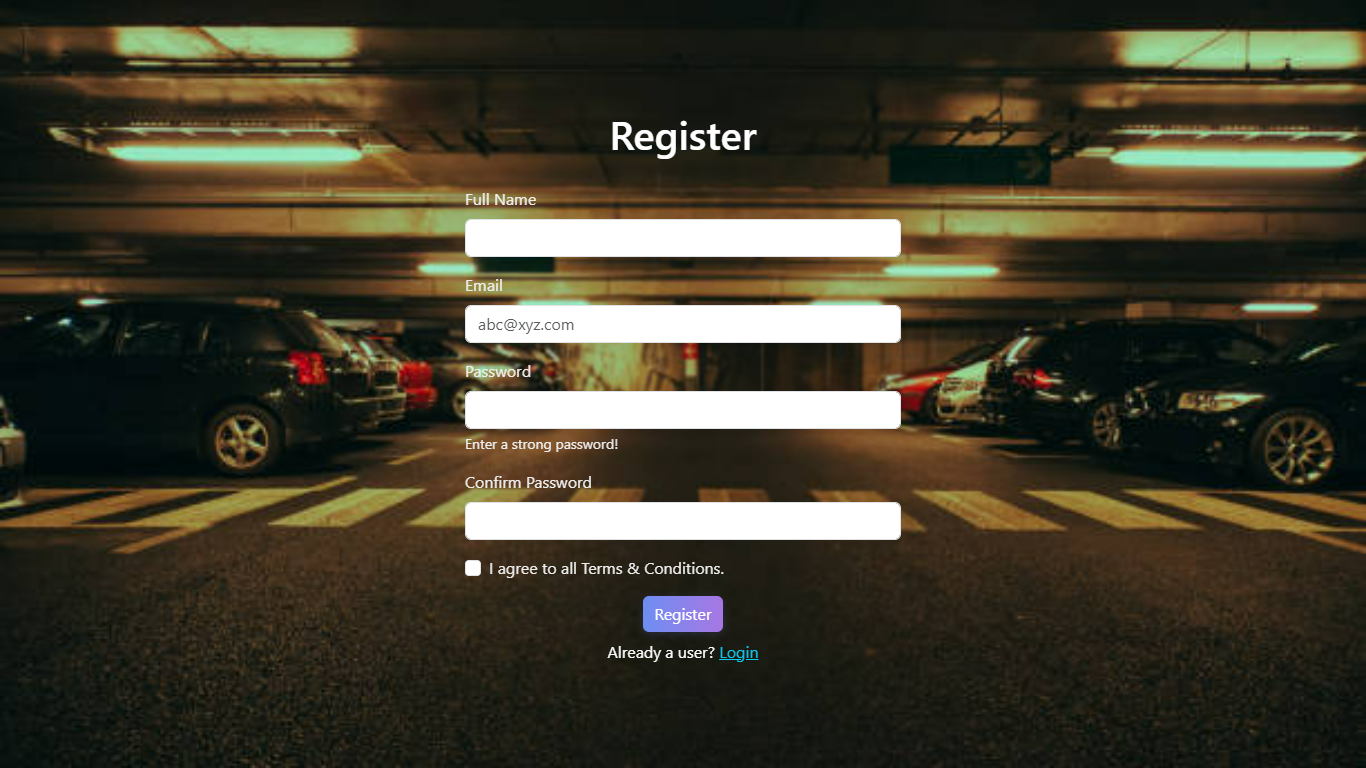 Register
Full Name
Email
abc@xyz.com
Password
Enter a strong password!
Confirm Password
I agree to all Terms & Conditions.
Register
Already a user? Login